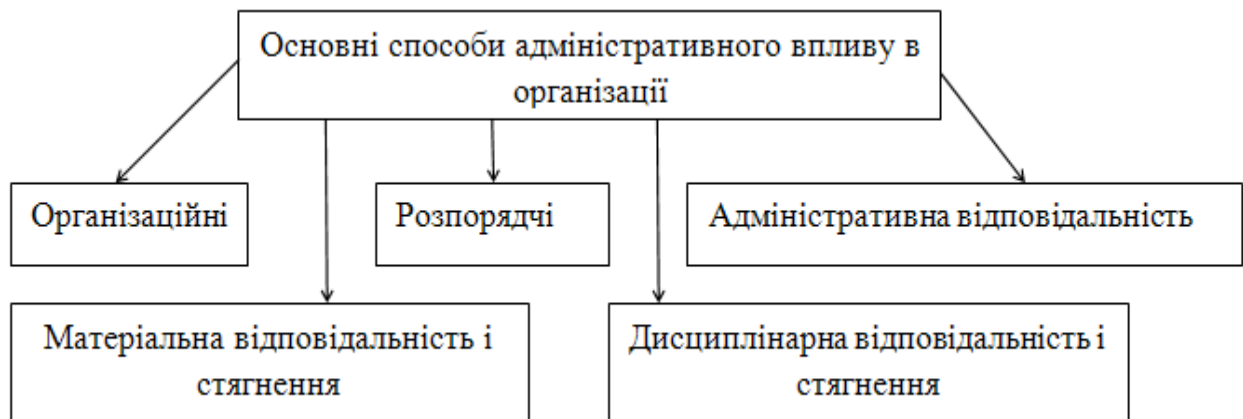 Основні способи адміністративного впливу в
організації
Організаційні
Розпорядчі
Адміністративна відповідальність
Матеріальна відповідальність і
стягнення
Дисциплінарна відповідальність і
стягнення